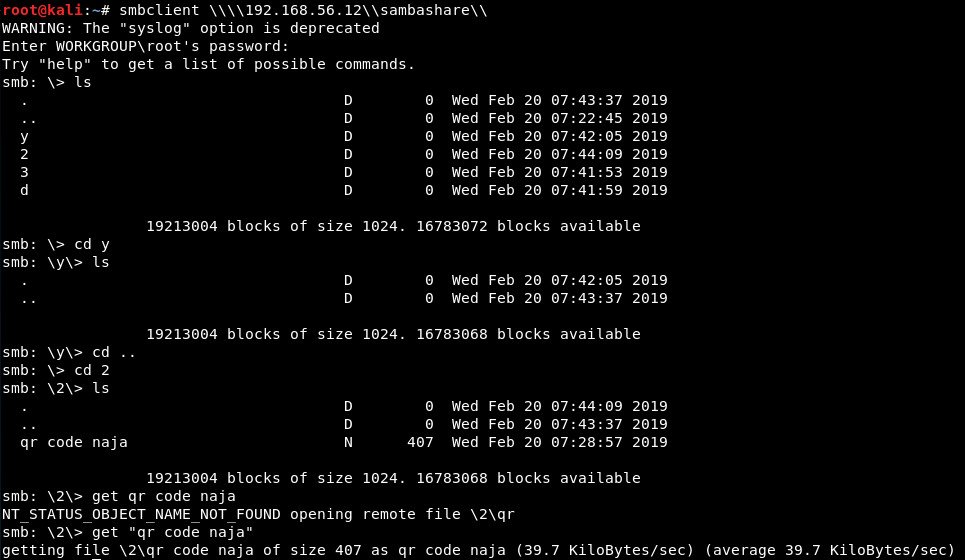 root@kali:~# smbclient \\\\192.168.56.12\\sambashare\\
WARNING: The "syslog" option is deprecated
Enter WORKGROUP\root's password:
Try "help" to get a list of possible commands.
smb: \> ls
  .                                   D        0  Wed Feb 20 07:43:37 2019
  ..                                  D        0  Wed Feb 20 07:22:45 2019
  y                                   D        0  Wed Feb 20 07:42:05 2019
  2                                   D        0  Wed Feb 20 07:44:09 2019
  3                                   D        0  Wed Feb 20 07:41:53 2019
  d                                   D        0  Wed Feb 20 07:41:59 2019
                19213004 blocks of size 1024. 16783072 blocks available
smb: \> cd y
smb: \y\> ls
  .                                   D        0  Wed Feb 20 07:42:05 2019
  ..                                  D        0  Wed Feb 20 07:43:37 2019
                19213004 blocks of size 1024. 16783068 blocks available
smb: \y\> cd ..
smb: \> cd 2
smb: \2\> ls
  .                                   D        0  Wed Feb 20 07:44:09 2019
  ..                                  D        0  Wed Feb 20 07:43:37 2019
  qr code naja                        N      407  Wed Feb 20 07:28:57 2019
                19213004 blocks of size 1024. 16783068 blocks available
smb: \2\> get qr code naja
NT_STATUS_OBJECT_NAME_NOT_FOUND opening remote file \2\qr
smb: \2\> get "qr code naja"
getting file \2\qr code naja of size 407 as qr code naja (39.7 KiloBytes/sec) (average 39.7 KiloBytes/sec)